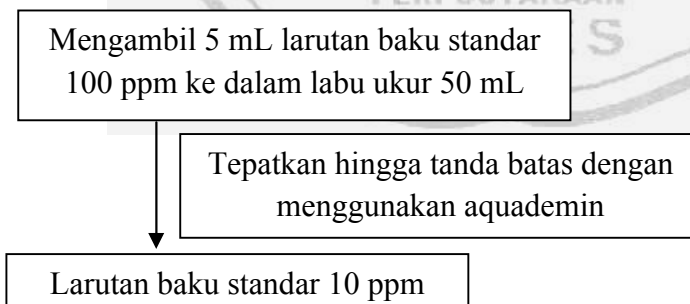 Mengambil 5 mL larutan baku standar
100 ppm ke dalam labu ukur 50 mL
Tepatkan hingga tanda batas dengan
menggunakan aquademin
Larutan baku standar 10 ppm